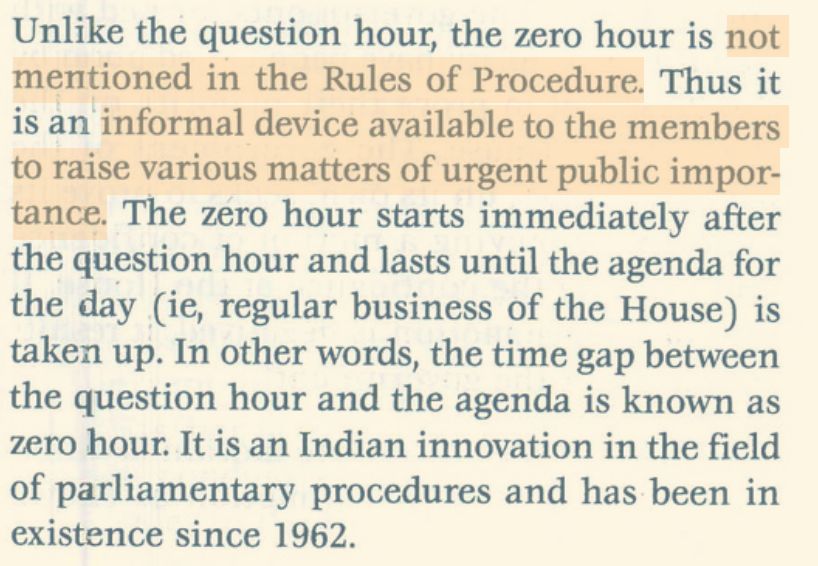 Unlike the question hour, the zero hour is not
mentioned in the Rules of Procedure. Thus it
is an informal device available to the members
to raise various matters of urgent public impor-
tance. The zero hour starts immediately after
the question hour and lasts until the agenda for
the day (ie, regular business of the House) is
taken up. In other words, the time gap between
the question hour and the agenda is known as
zero hour. It is an Indian innovation in the field
of parliamentary procedures and has been in
existence since 1962.